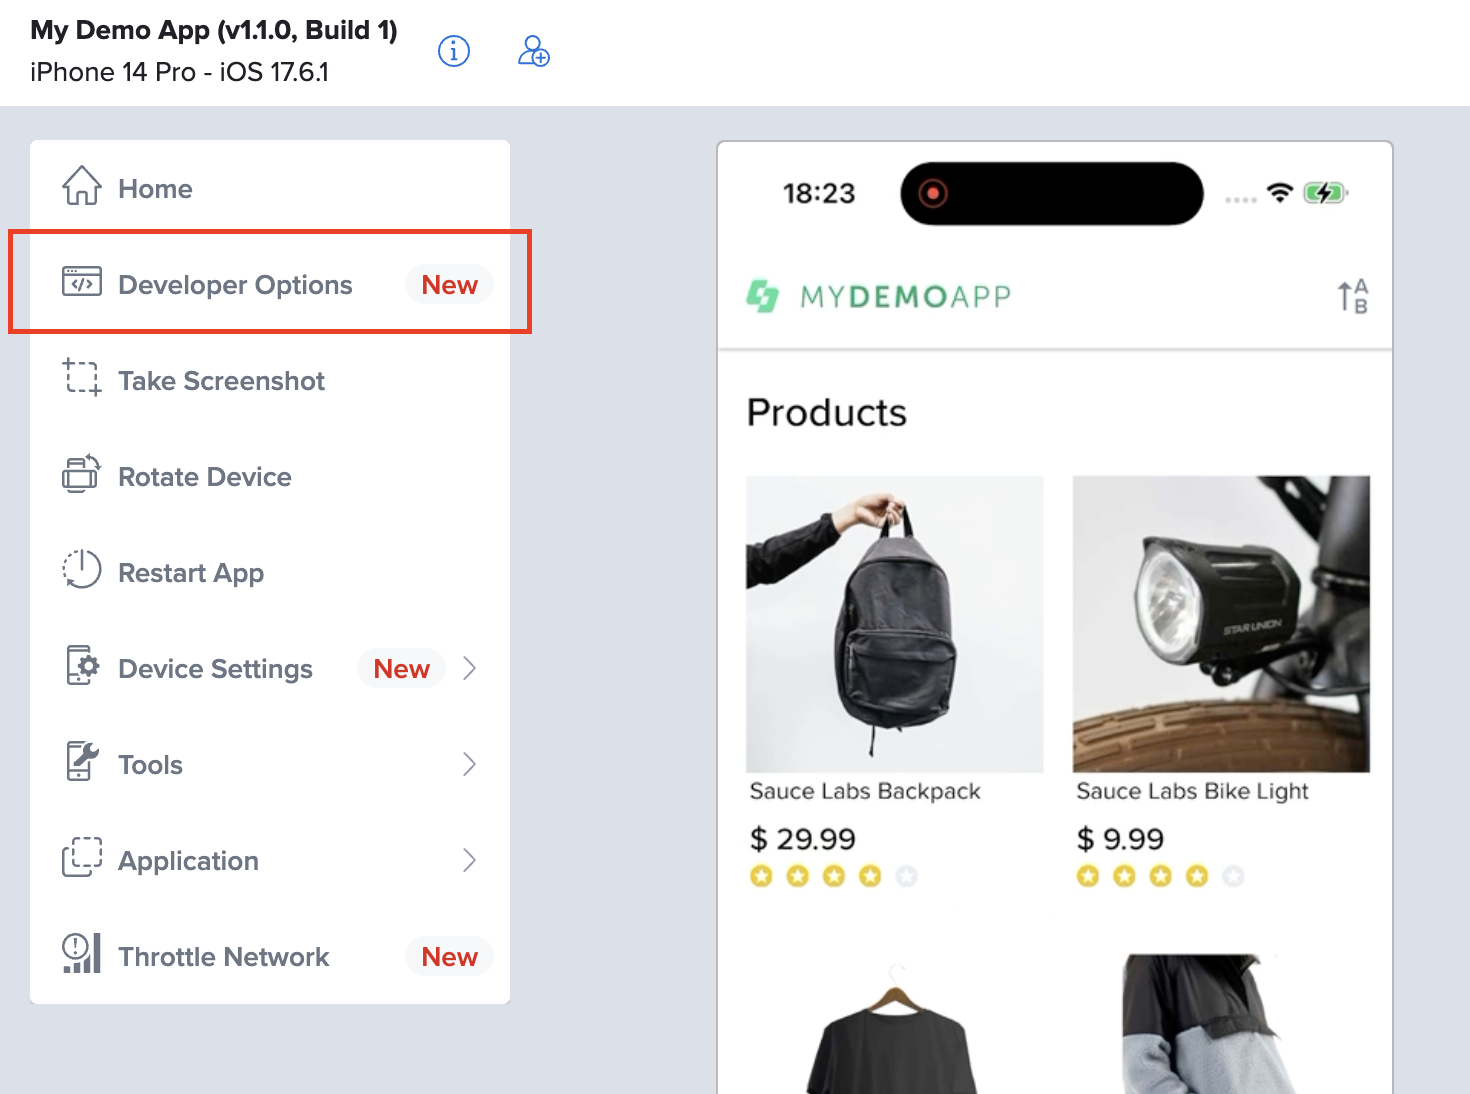 My Demo App (v1.1.0, Build 1)
iPhone 14 Pro - iOS 17.6.1
Home
Developer Options New
Take Screenshot
Rotate Device
Restart App
Device Settings New
Tools
Application
Throttle Network New
18:23
MYDEMOAPP
A
B
Products
STAR UNION
Sauce Labs Backpack
Sauce Labs Bike Light
$ 29.99
$ 9.99